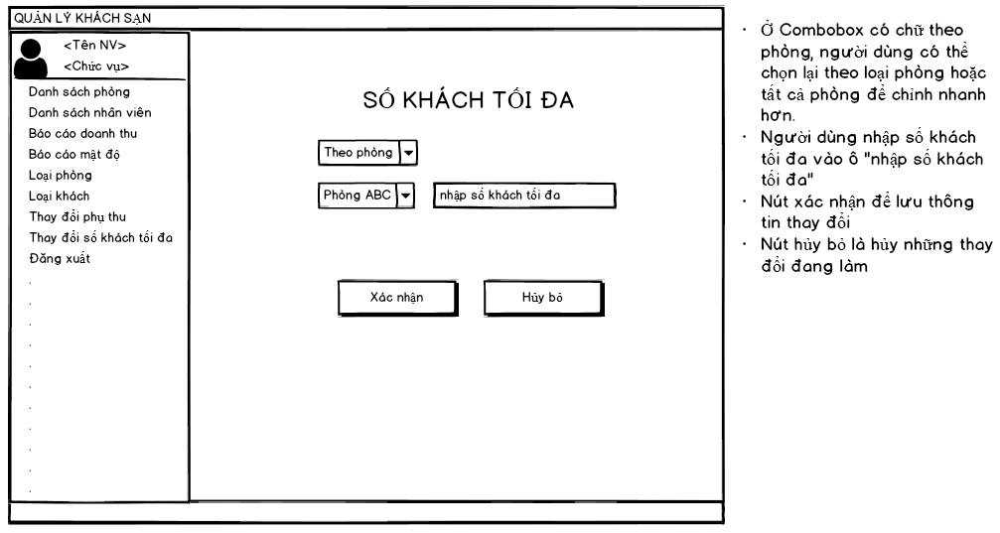 QUẢN LÝ KHÁCH SẠN
<Tên NV>
<Chức vụ>
Danh sách phòng
Danh sách nhân viên
Báo cáo doanh thu
Báo cáo mật độ
Loại phòng
Loại khách
Thay đổi phụ thu
Thay đổi số khách tối đa
Đăng xuất
.
.
.
.
.
.
.
.
.
.
.
SỐ KHÁCH TỐI ĐA
Theo phòng
Phòng ABC
nhập số khách tối đa
Xác nhận
Hủy bỏ
· Ở Combobox có chữ theo
phòng, người dùng có thể
chọn lại theo loại phòng hoặc
tất cả phòng để chỉnh nhanh
hơn.
· Người dùng nhập số khách
tối đa vào ô "nhập số khách
tối đa"
· Nút xác nhận để lưu thông
tin thay đổi
· Nút hủy bỏ là hủy những thay
đổi đang làm